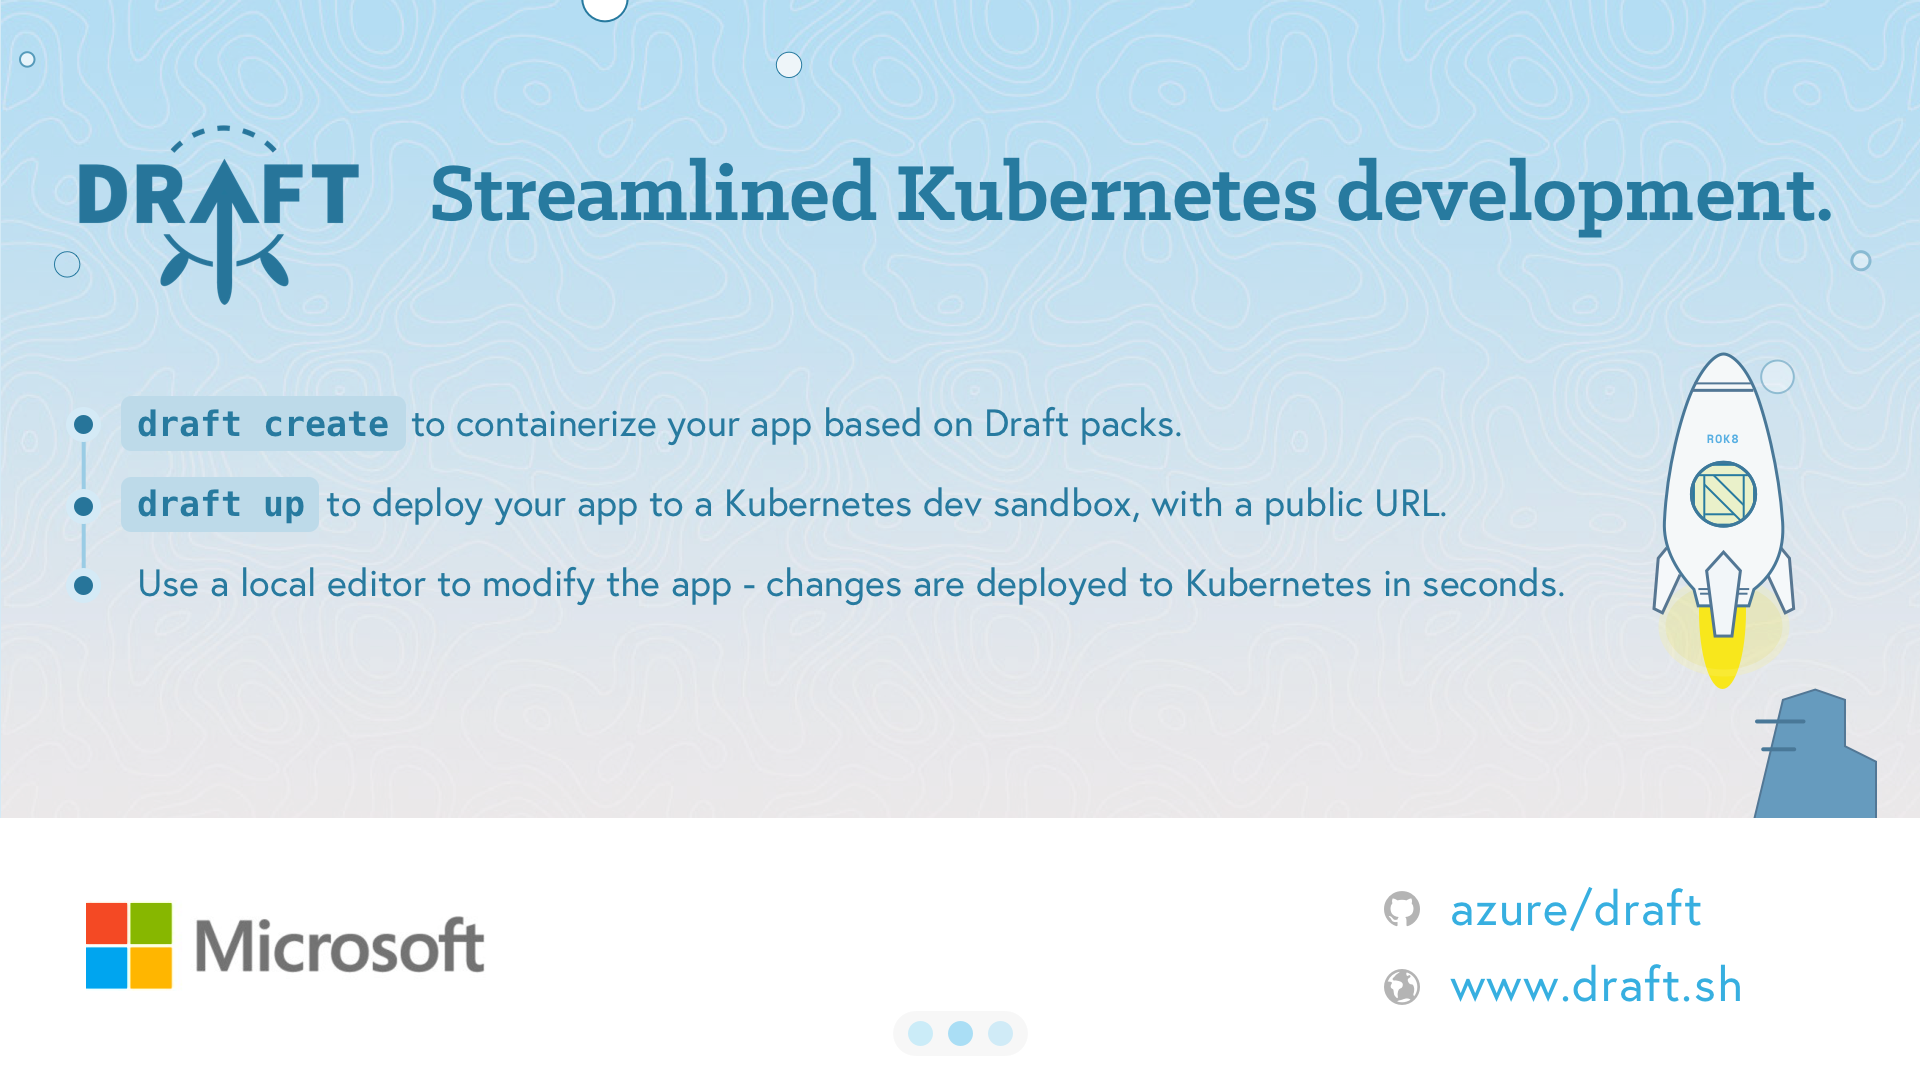 DRAFT
Streamlined Kubernetes development.
draft create to containerize your app based on Draft packs.
draft up to deploy your app to a Kubernetes dev sandbox, with a public URL.
Use a local editor to modify the app - changes are deployed to Kubernetes in seconds.
ROK8
Microsoft
azure/draft
www.draft.sh